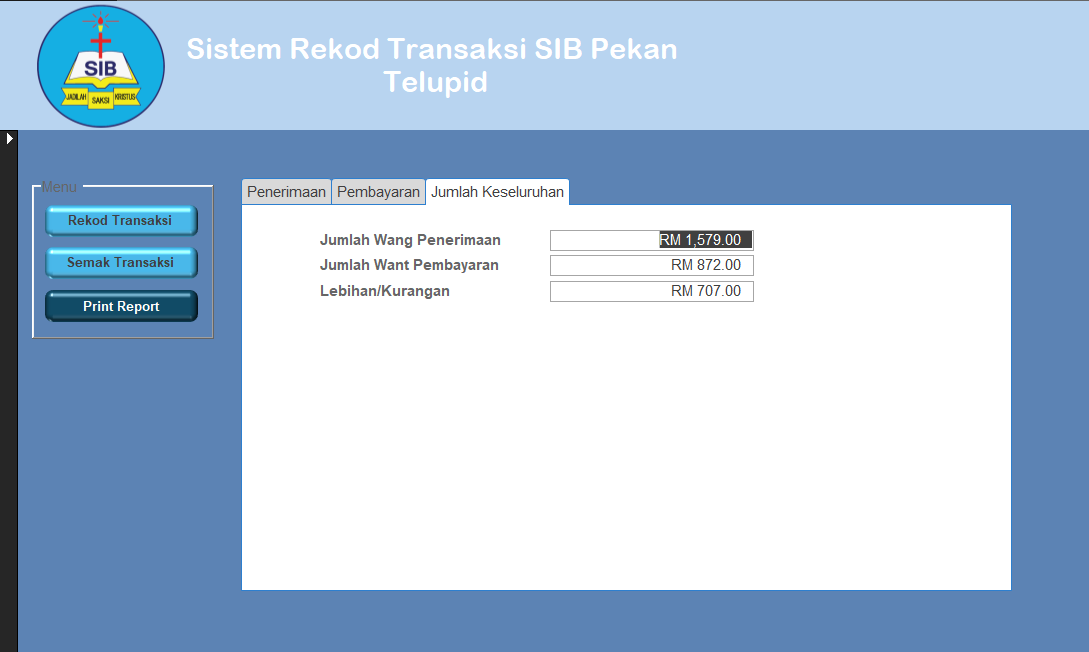 SIB
JADILAH SAKSI KRISTUS
Sistem Rekod Transaksi SIB Pekan
Telupid
Menu
Rekod Transaksi
Semak Transaksi
Print Report
Penerimaan Pembayaran Jumlah Keseluruhan
Jumlah Wang Penerimaan RM 1,579.00
Jumlah Want Pembayaran RM 872.00
Lebihan/Kurangan RM 707.00